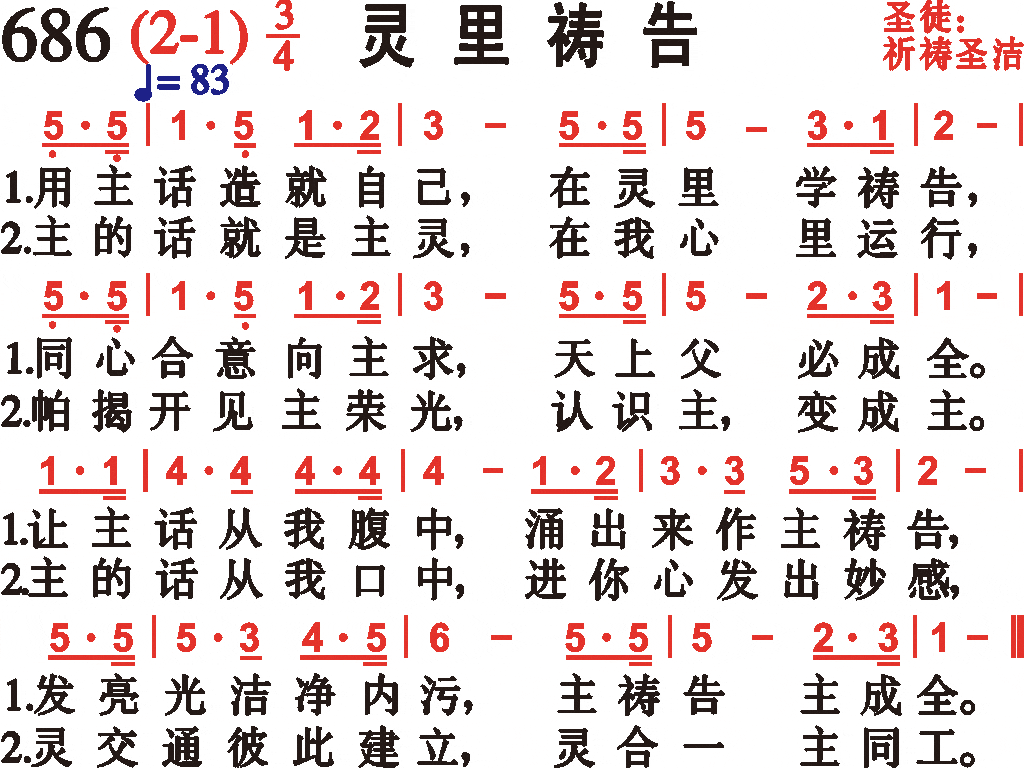 686 (2-1) 3/4 灵里祷告 圣徒：
祈祷圣洁
♩= 83
5 · 5 | 1 · 5 1 · 2 | 3 – 5 · 5 | 5 – 3 · 1 | 2 – |
1.用主话造就自己， 在灵里 学祷告，
2.主的话就是主灵， 在我心 里运行，
5 · 5 | 1 · 5 1 · 2 | 3 – 5 · 5 | 5 – 2 · 3 | 1 – |
1.同心合意向主求， 天上父 必成全。
2.帕揭开见主荣光， 认识主， 变成主。
1 · 1 | 4 · 4 4 · 4 | 4 – 1 · 2 | 3 · 3 5 · 3 | 2 – |
1.让主话从我腹中， 涌出来作主祷告，
2.主的话从我口中， 进你心发出妙感，
5 · 5 | 5 · 3 4 · 5 | 6 – 5 · 5 | 5 – 2 · 3 | 1 – ‖
1.发亮光洁净内污， 主祷告 主成全。
2.灵交通彼此建立， 灵合一 主同工。